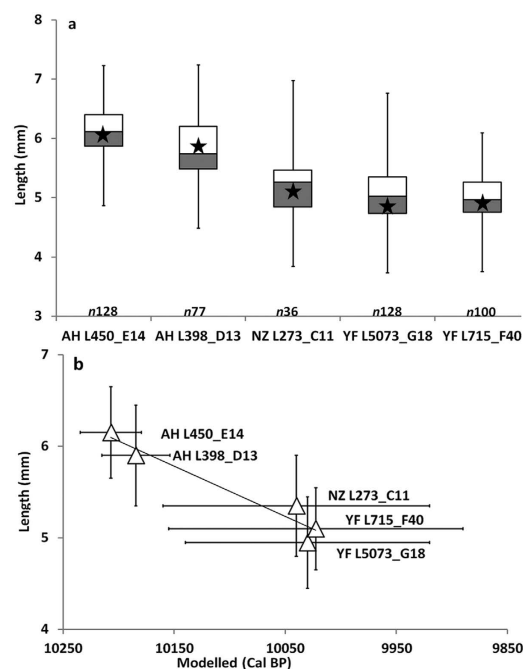 a
8
7
6
5
4
3
Length (mm)
n128 n77 n36 n128 n100
AH L450_E14 AH L398_D13 NZ L273_C11 YF L5073_G18 YF L715_F40
b
7
6
5
4
Length (mm)
AH L450_E14
AH L398_D13
NZ L273_C11
YF L715_F40
YF L5073_G18
10250 10150 10050 9950 9850
Modelled (Cal BP)